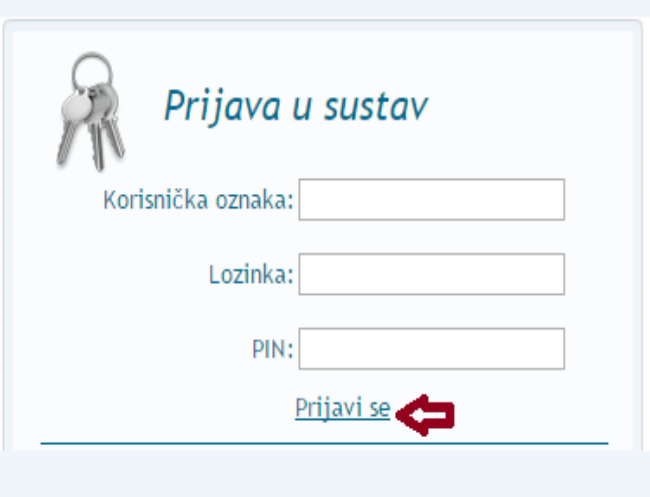 Prijava u sustav
Korisnička oznaka:
Lozinka:
PIN:
Prijavi se